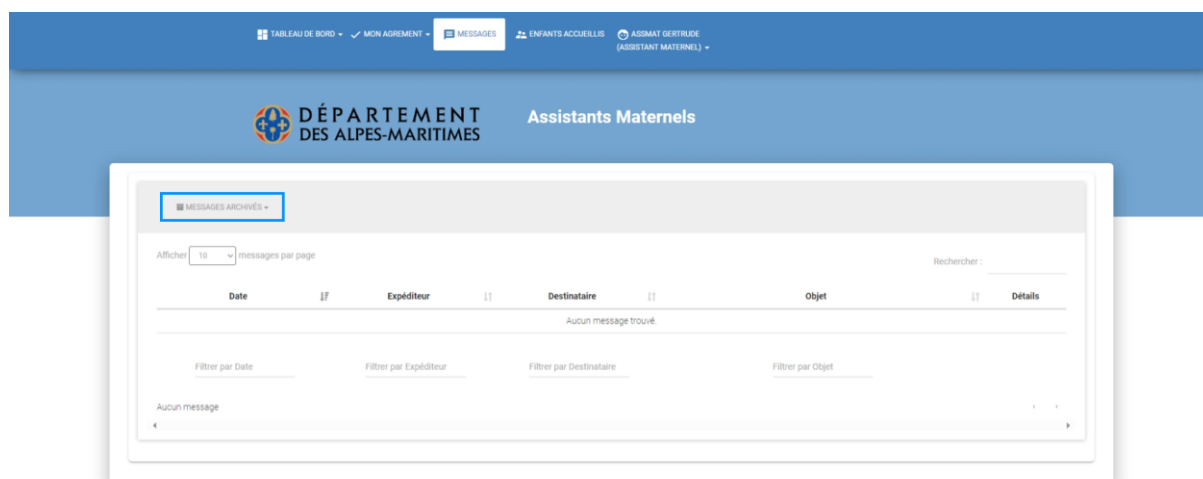 TABLEAU DE BORD MON AGREMENT MESSAGES ENFANTS ACCUEILLIS ASSMAT GERTRUDE
(ASSISTANT MATERNEL)
DÉPARTEMENT
DES ALPES-MARITIMES
Assistants Maternels
MESSAGES ARCHIVÉS
Afficher 10 messages par page
Rechercher :
Date Expéditeur Destinataire Objet Détails
Aucun message trouvé.
Filtrer par Date Filtrer par Expéditeur Filtrer par Destinataire Filtrer par Objet
Aucun message